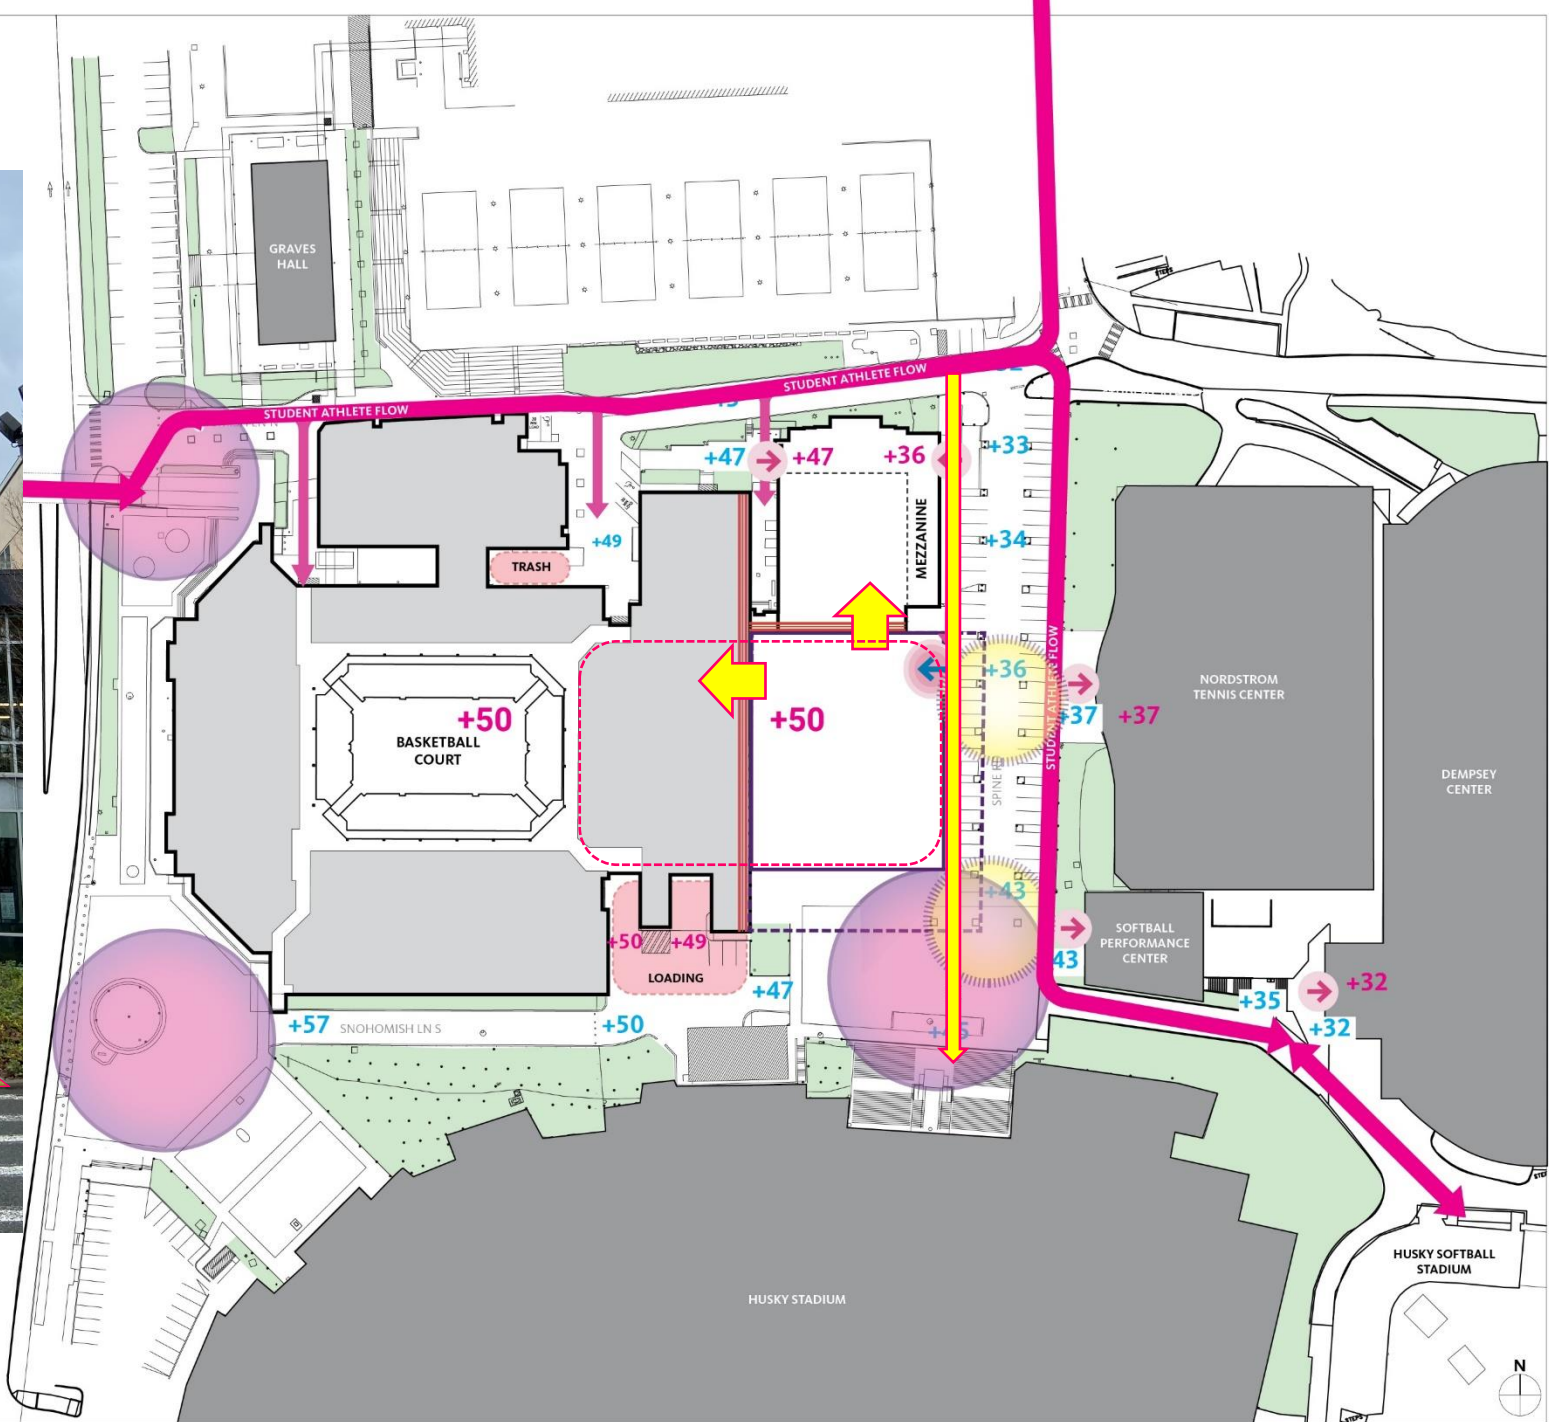 GRAVES
HALL
STUDENT ATHLETE FLOW
STUDENT ATHLETE FLOW
+33
+47
+47
+36
MEZZANINE
+49
+34
TRASH
+36
STUDENT ATHLETE FLOW
NORDSTROM
TENNIS CENTER
+37
+37
+50
+50
BASKETBALL
COURT
SPINE
DEMPSEY
CENTER
+43
SOFTBALL
PERFORMANCE
CENTER
+50
+49
43
LOADING
+47
+35
+32
+32
+57
SNOHOMISH LN S
+50
HUSKY SOFTBALL
STADIUM
HUSKY STADIUM
N
STEPS
STEPS